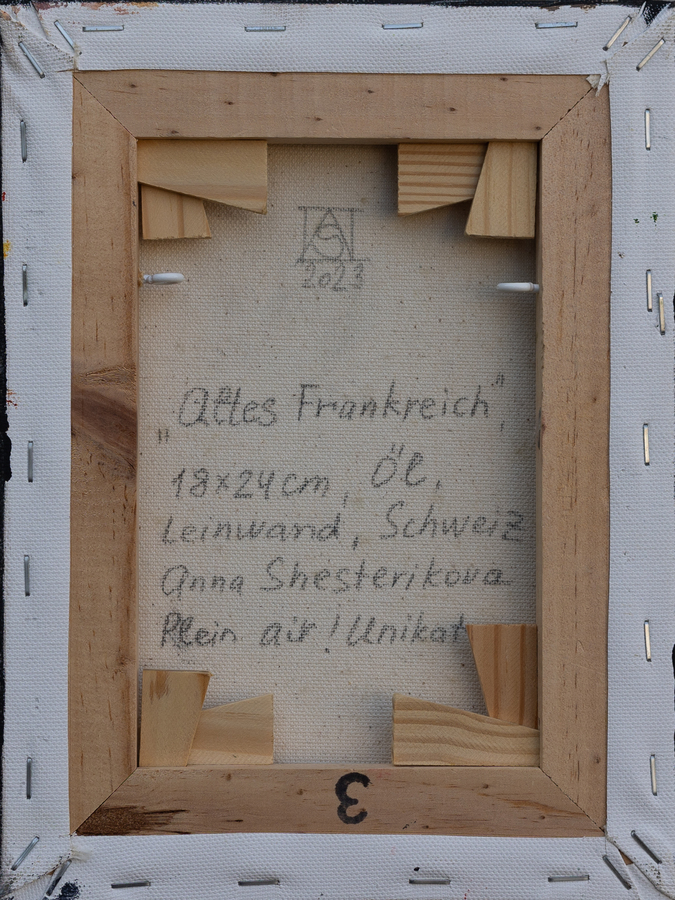 AS
2023
„Altes Frankreich",
18x24cm, Öl,
Leinwand, Schweiz
Anna Shesterikova
Plein air! Unikat
3